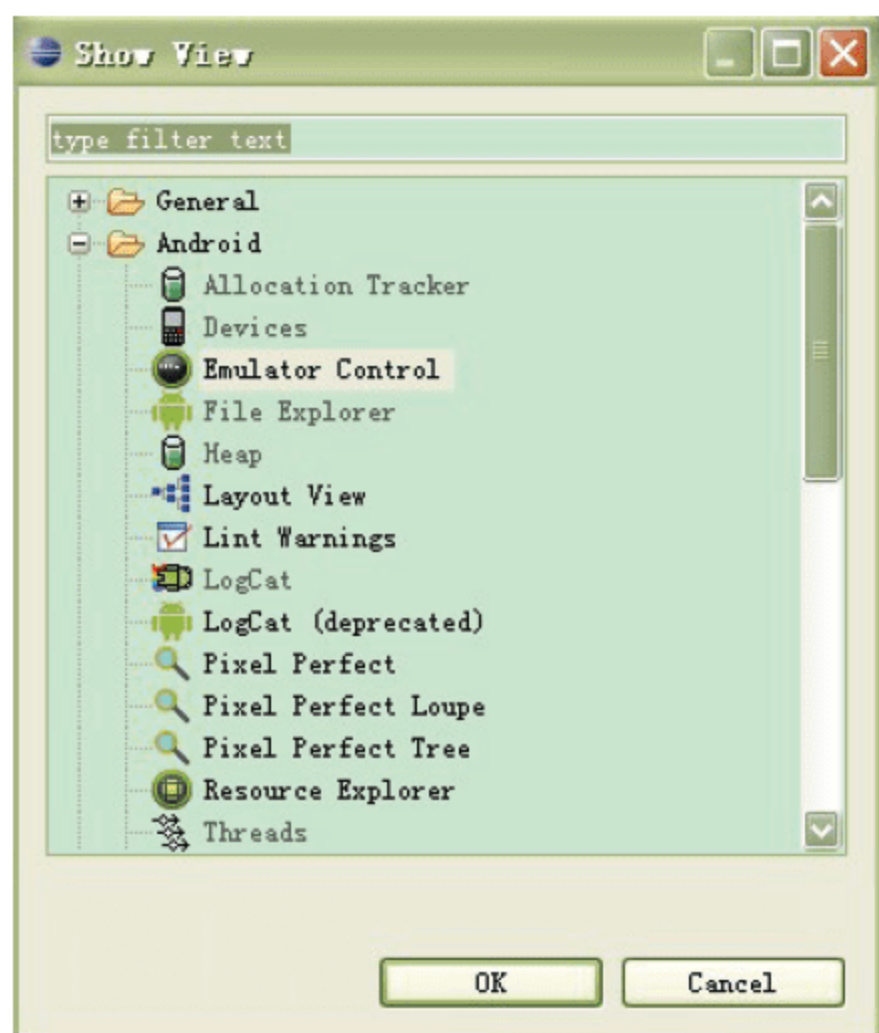 Show View
type filter text
General
Android
Allocation Tracker
Devices
Emulator Control
File Explorer
Heap
Layout View
Lint Warnings
LogCat
LogCat (deprecated)
Pixel Perfect
Pixel Perfect Loupe
Pixel Perfect Tree
Resource Explorer
Threads
OK Cancel